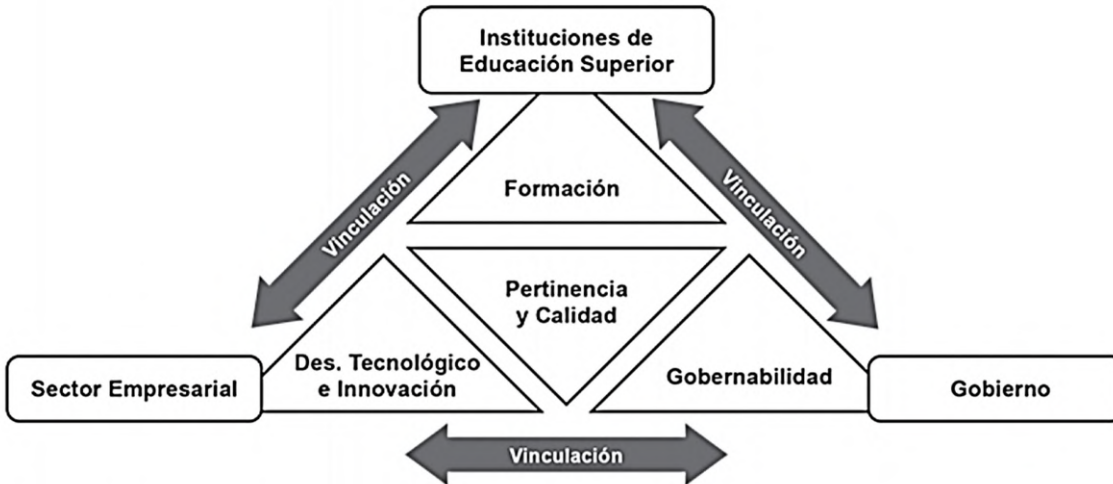 Instituciones de
Educación Superior
Vinculación
Vinculación
Formación
Pertinencia
y Calidad
Des. Tecnológico
e Innovación
Gobernabilidad
Sector Empresarial
Gobierno
Vinculación